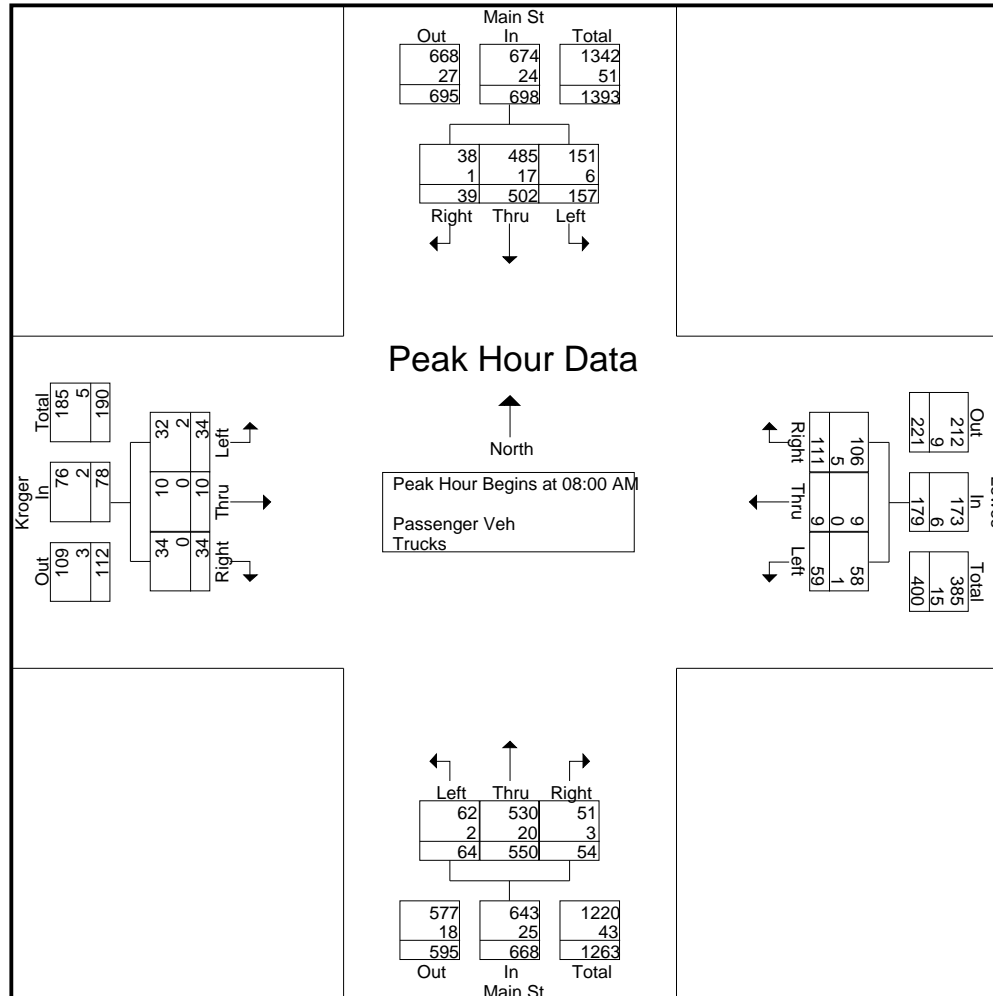 Main St
Out In Total
668 674 1342
27 24 51
695 698 1393
38 485 151
1 17 6
39 502 157
Right Thru Left
Peak Hour Data
North
Peak Hour Begins at 08:00 AM
Passenger Veh
Trucks
Kroger
Out In Total
109 76 185
3 2 5
112 78 190
34 10 32
0 0 2
34 10 34
Right Thru Left
Out In Total
212 173 385
9 6 15
221 179 400
106 9 58
5 0 1
111 9 59
Right Thru Left
Left Thru Right
62 530 51
2 20 3
64 550 54
577 643 1220
18 25 43
595 668 1263
Out In Total
Main St